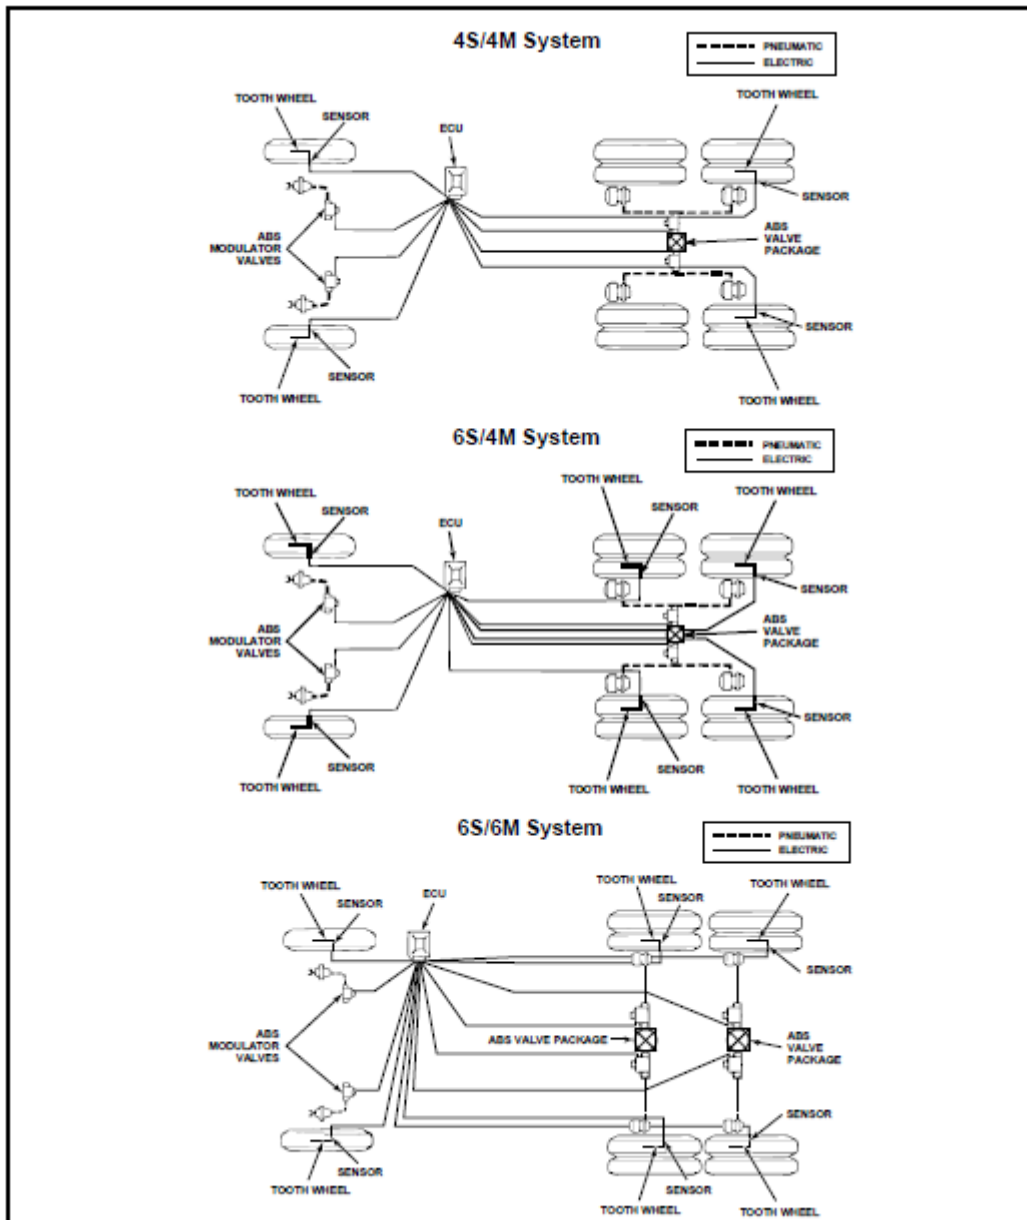 4S/4M System
PNEUMATIC
ELECTRIC
TOOTH WHEEL
SENSOR
ECU
TOOTH WHEEL
SENSOR
ABS
MODULATOR
VALVES
ABS
VALVE
PACKAGE
SENSOR
TOOTH WHEEL
SENSOR
TOOTH WHEEL
6S/4M System
PNEUMATIC
ELECTRIC
TOOTH WHEEL
SENSOR
ECU
TOOTH WHEEL
SENSOR
TOOTH WHEEL
SENSOR
ABS
MODULATOR
VALVES
ABS
VALVE
PACKAGE
SENSOR
TOOTH WHEEL
SENSOR
TOOTH WHEEL
SENSOR
TOOTH WHEEL
6S/6M System
PNEUMATIC
ELECTRIC
TOOTH WHEEL
SENSOR
ECU
TOOTH WHEEL
SENSOR
TOOTH WHEEL
SENSOR
ABS
MODULATOR
VALVES
ABS VALVE PACKAGE
ABS
VALVE
PACKAGE
SENSOR
TOOTH WHEEL
SENSOR
TOOTH WHEEL
SENSOR
TOOTH WHEEL